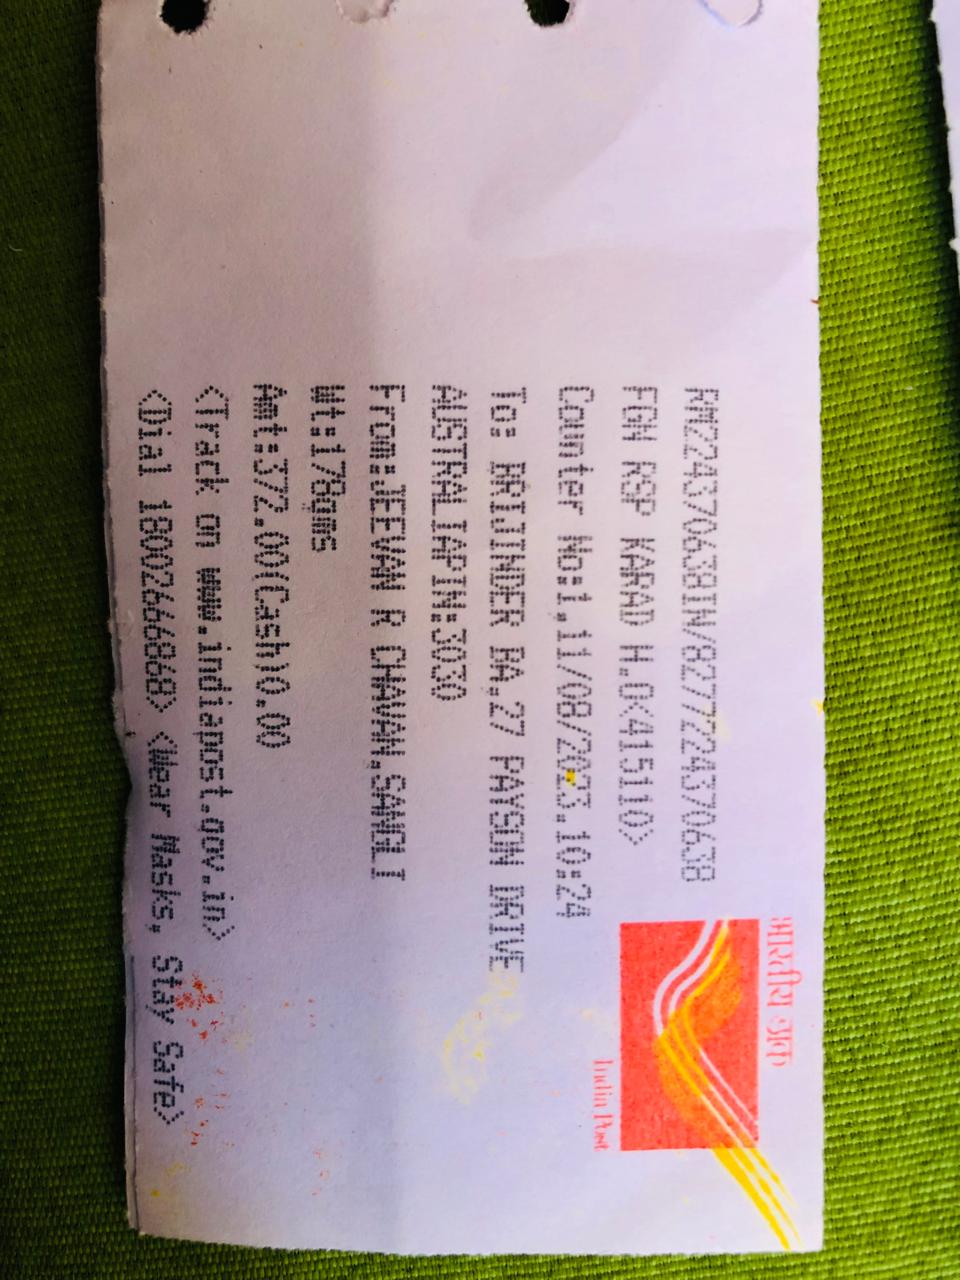 भारतीय डाक
India Post
RM224370638IN/8277224370638
FGN RSP KARAD H.O<415110>
Counter No:1,11/08/2023,10:24
To: BRIJINDER BA,27 PAYSON DRIVE
AUSTRALIAPIN:3030
From:JEEVAN R CHAVAN,SANGLI
Wt:178gms
Amt:372.00(Cash)0.00
<Track on www.indiapost.gov.in>
<Dial 18002666868> <Wear Masks, Stay Safe>